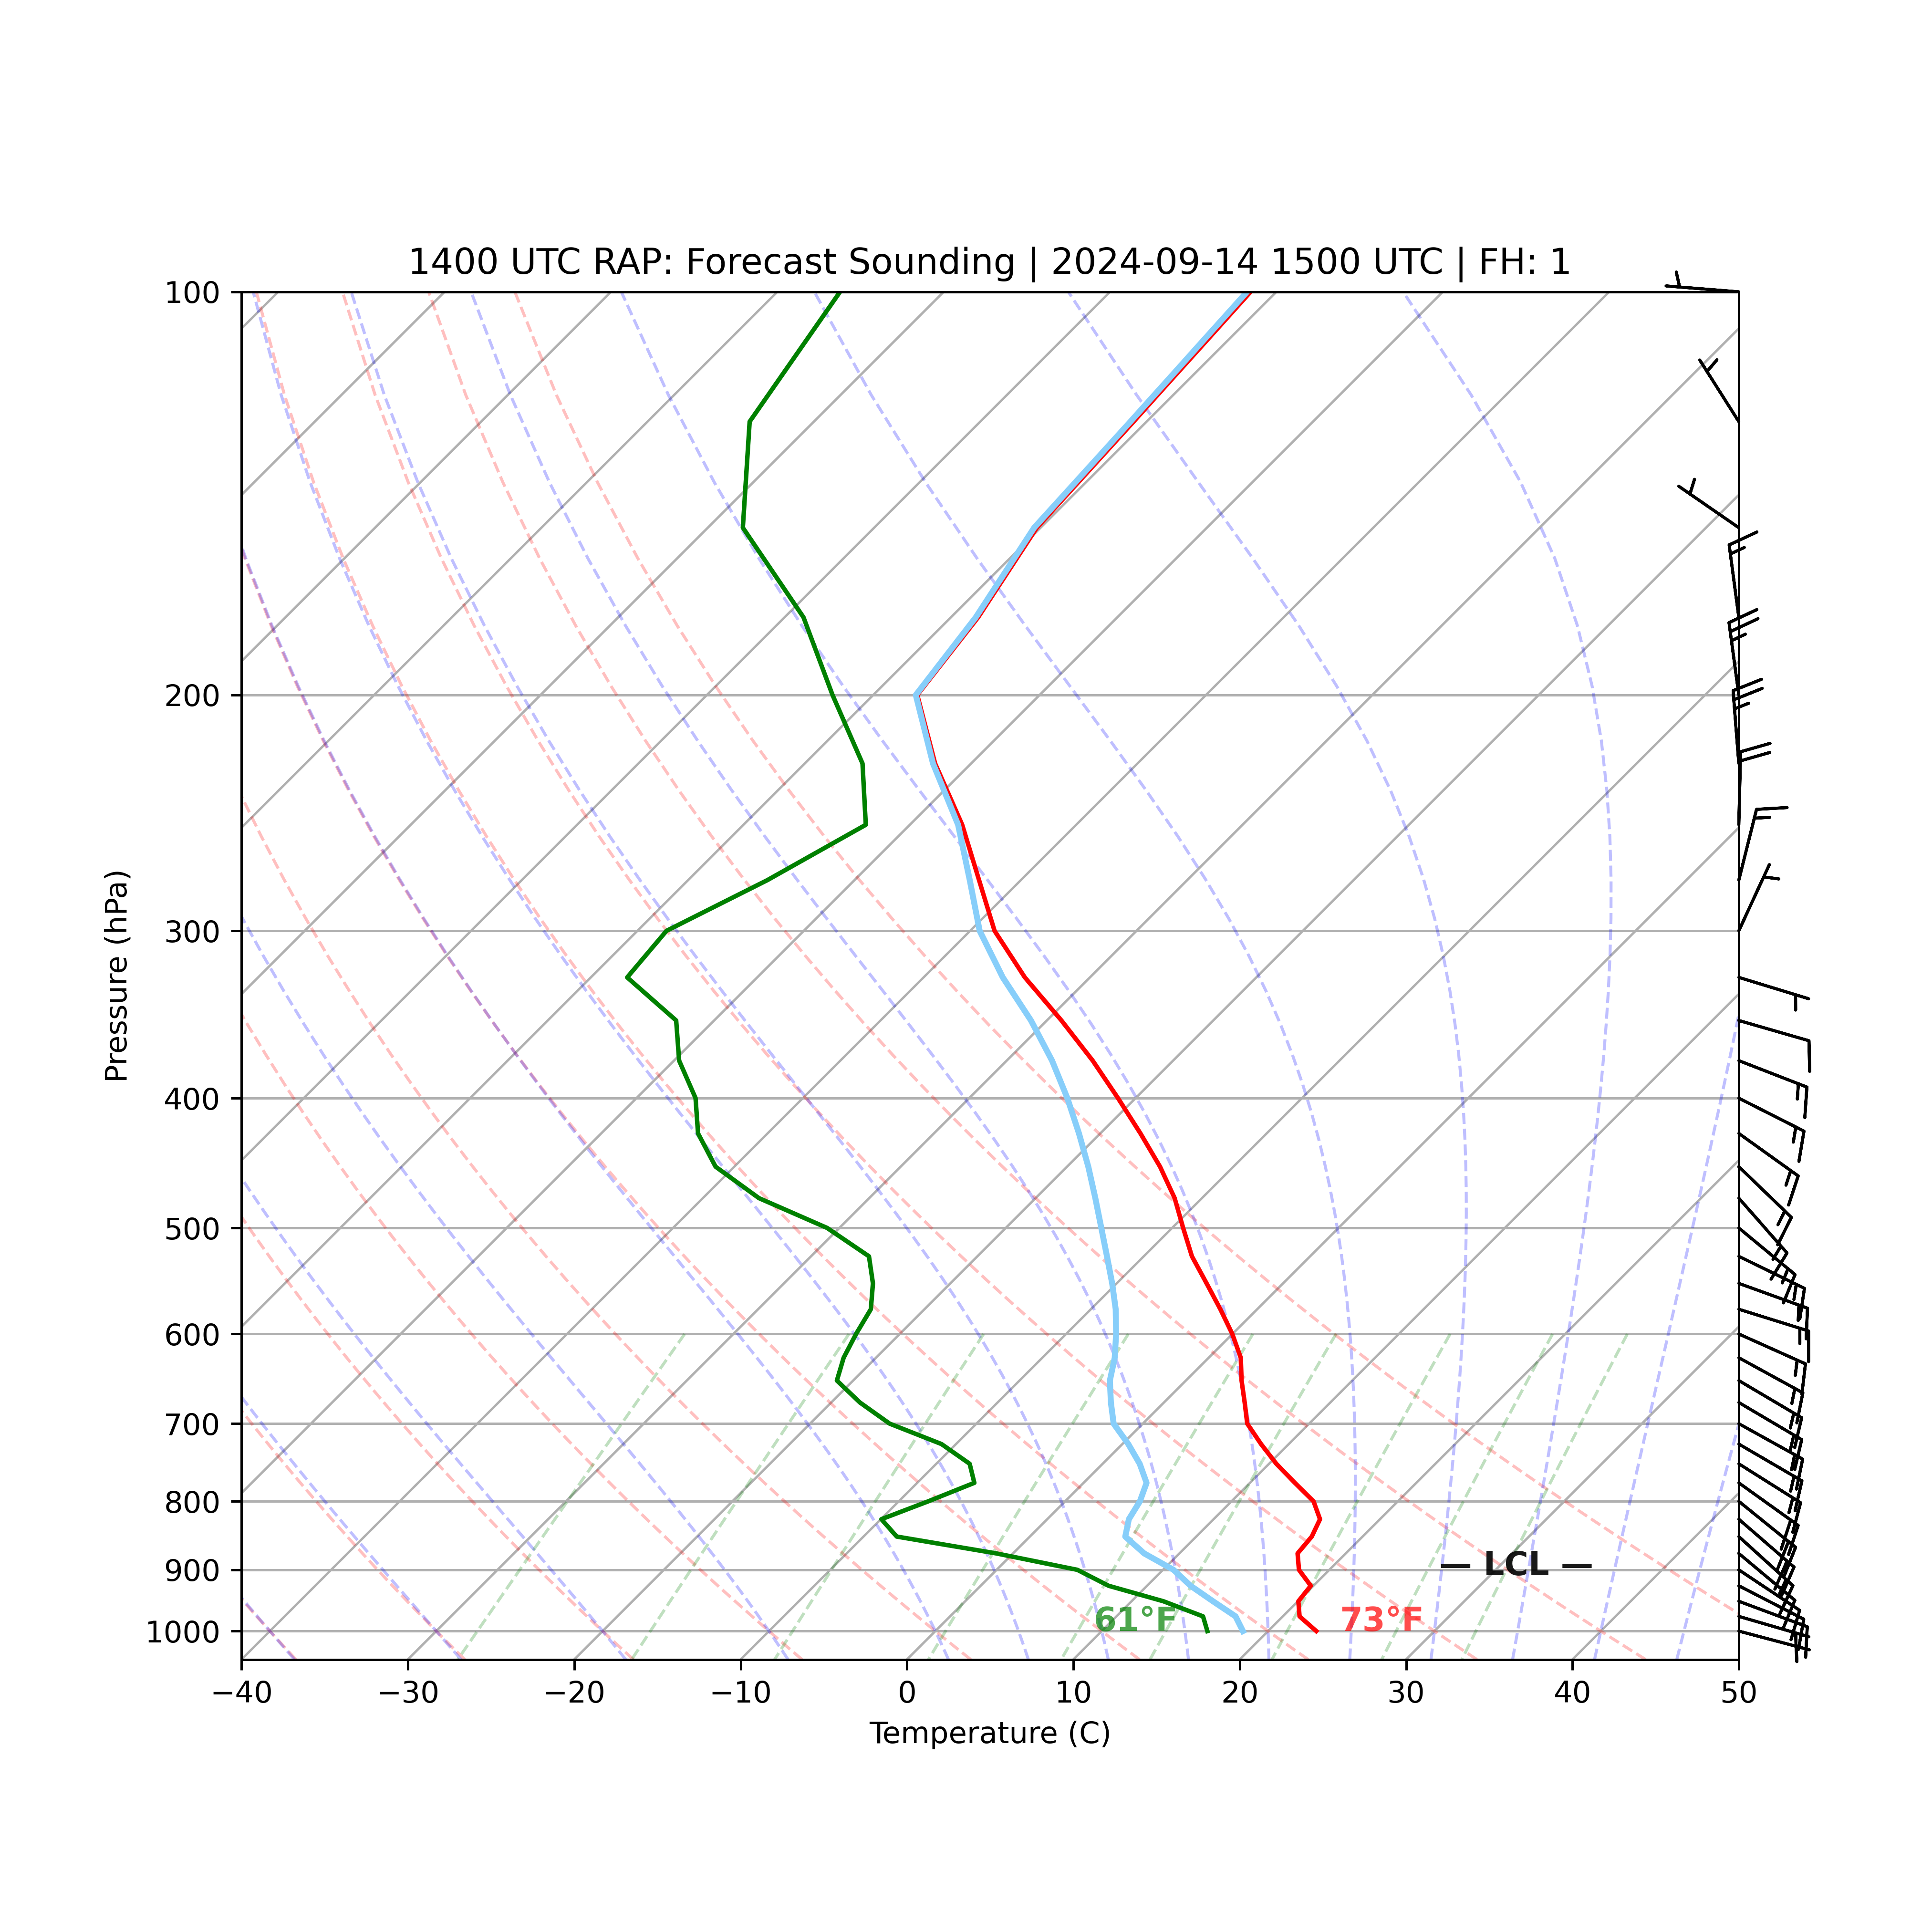 1400 UTC RAP: Forecast Sounding | 2024-09-14 1500 UTC | FH: 1
100
200
300
400
500
600
700
800
900
1000
Pressure (hPa)
— LCL —
61°F
73°F
−40 −30 −20 −10 0 10 20 30 40 50
Temperature (C)